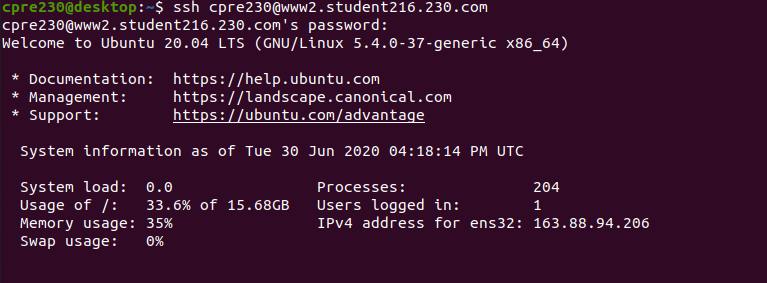 cpre230@desktop:~$ ssh cpre230@www2.student216.230.com
cpre230@www2.student216.230.com's password:
Welcome to Ubuntu 20.04 LTS (GNU/Linux 5.4.0-37-generic x86_64)
* Documentation:  https://help.ubuntu.com
* Management:     https://landscape.canonical.com
* Support:        https://ubuntu.com/advantage
System information as of Tue 30 Jun 2020 04:18:14 PM UTC
System load:  0.0                Processes:              204
Usage of /:   33.6% of 15.68GB   Users logged in:        1
Memory usage: 35%                IPv4 address for ens32: 163.88.94.206
Swap usage:   0%